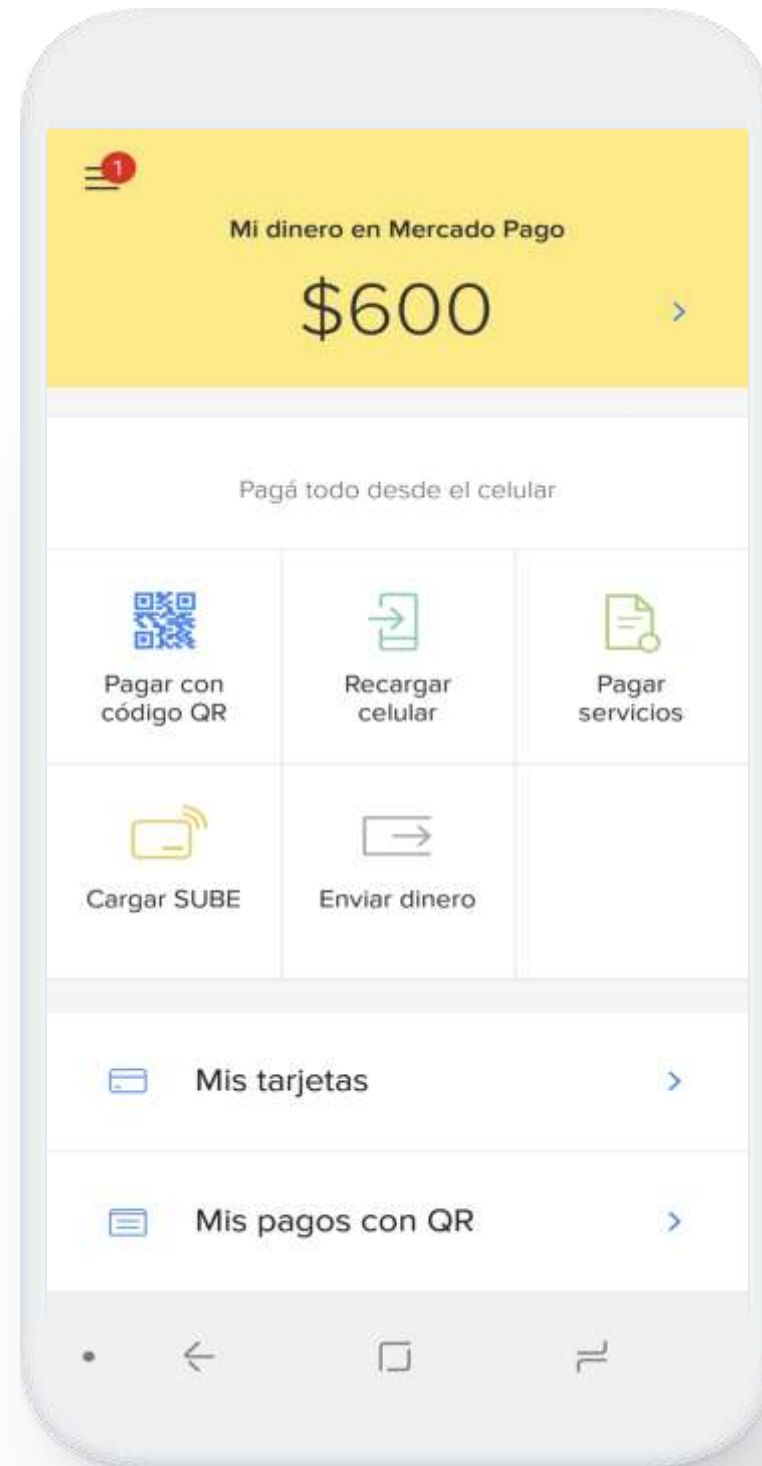 1
Mi dinero en Mercado Pago
$600
Pagá todo desde el celular
Pagar con
código QR
Recargar
celular
Pagar
servicios
Cargar SUBE
Enviar dinero
Mis tarjetas
Mis pagos con QR